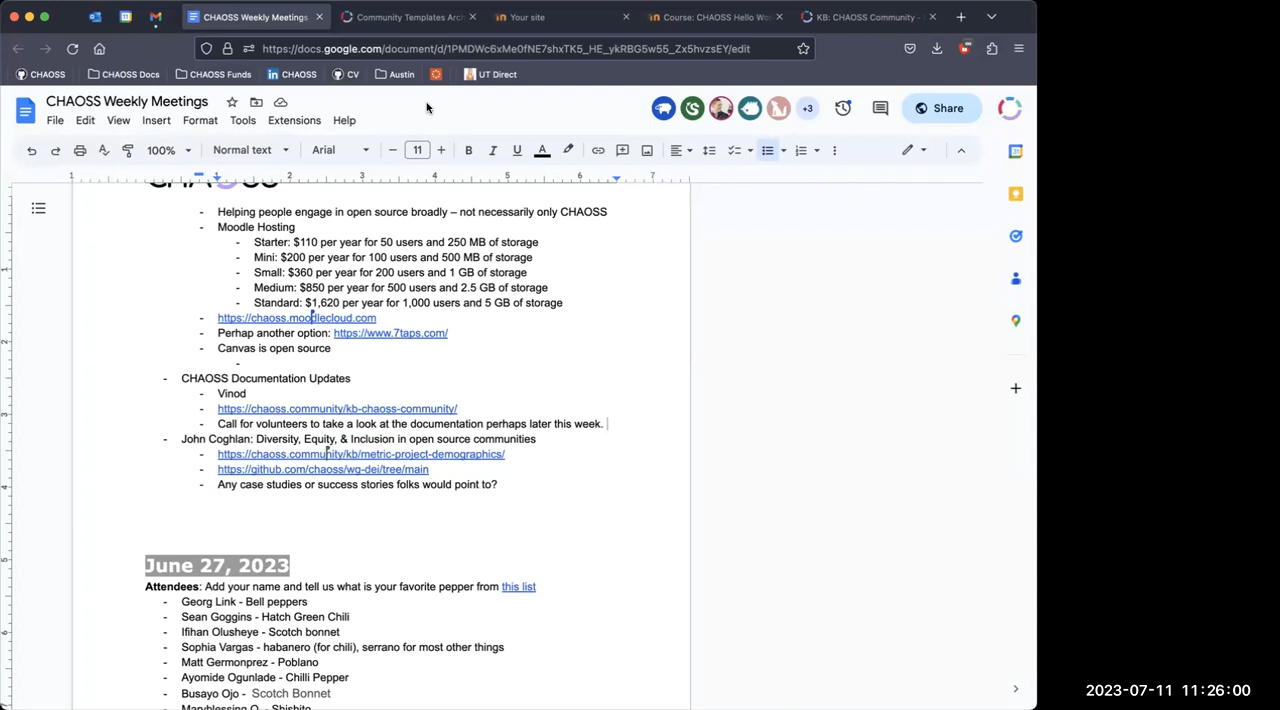 CHAOSS Weekly Meetings
Community Templates Arc
Your site
Course: CHAOSS Hello Wo
KB: CHAOSS Community -
https://docs.google.com/document/d/1PMDWc6xMe0fNE7shxTK5_HE_ykRBG5w55_Zx5hvzsEY/edit
CHAOSS
CHAOSS Docs
CHAOSS Funds
CHAOSS
CV
Austin
UT Direct
CHAOSS Weekly Meetings
+3
Share
File Edit View Insert Format Tools Extensions Help
100% Normal text Arial 11
1 1 2 3 4 5 6 7
CHAOSS
- Helping people engage in open source broadly – not necessarily only CHAOSS
- Moodle Hosting
- Starter: $110 per year for 50 users and 250 MB of storage
- Mini: $200 per year for 100 users and 500 MB of storage
- Small: $360 per year for 200 users and 1 GB of storage
- Medium: $850 per year for 500 users and 2.5 GB of storage
- Standard: $1,620 per year for 1,000 users and 5 GB of storage
- https://chaoss.moodlecloud.com
- Perhap another option: https://www.7taps.com/
- Canvas is open source
-
- CHAOSS Documentation Updates
- Vinod
- https://chaoss.community/kb-chaoss-community/
- Call for volunteers to take a look at the documentation perhaps later this week.
- John Coghlan: Diversity, Equity, & Inclusion in open source communities
- https://chaoss.community/kb/metric-project-demographics/
- https://github.com/chaoss/wg-dei/tree/main
- Any case studies or success stories folks would point to?
June 27, 2023
Attendees: Add your name and tell us what is your favorite pepper from this list
- Georg Link - Bell peppers
- Sean Goggins - Hatch Green Chili
- Ifihan Olusheye - Scotch bonnet
- Sophia Vargas - habanero (for chili), serrano for most other things
- Matt Germonprez - Poblano
- Ayomide Ogunlade - Chilli Pepper
- Busayo Ojo - Scotch Bonnet
- Maryblessing O. - Shishito
2023-07-11 11:26:00